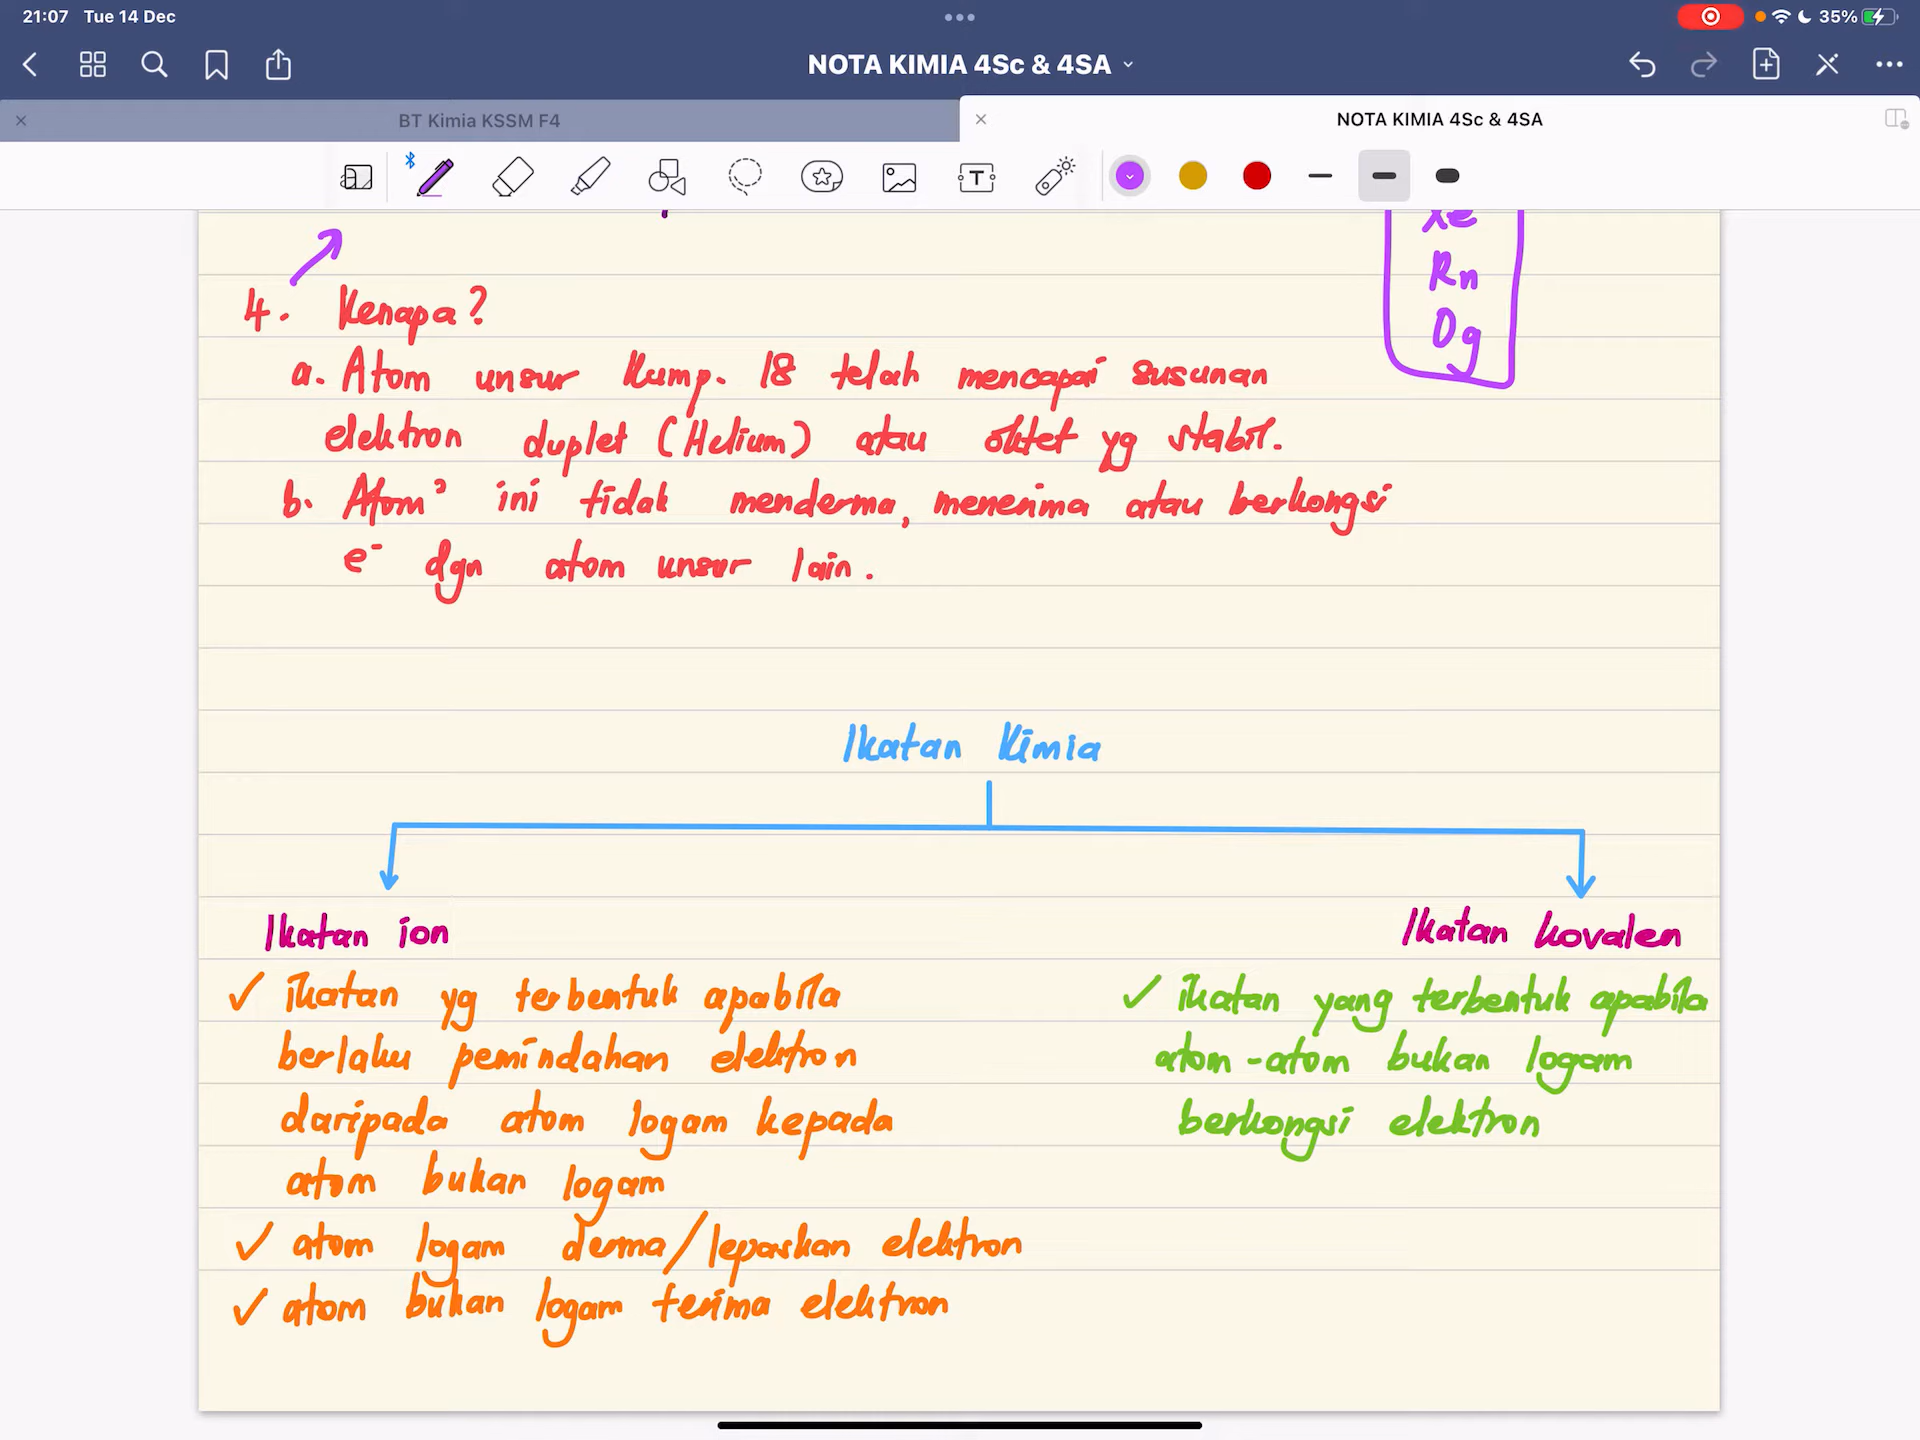 21:07 Tue 14 Dec
35%
NOTA KIMIA 4Sc & 4SA
BT Kimia KSSM F4
NOTA KIMIA 4Sc & 4SA
Xe
Rn
Og
4. Kenapa?
a. Atom unsur Kump. 18 telah mencapai susunan
elektron duplet (Helium) atau oktet yg stabil.
b. Atom² ini tidak menderma, menerima atau berkongsi
e⁻ dgn atom unsur lain.
Ikatan Kimia
Ikatan ion
Ikatan kovalen
✓ ikatan yg terbentuk apabila
berlaku pemindahan elektron
daripada atom logam kepada
atom bukan logam
✓ atom logam derma/lepaskan elektron
✓ atom bukan logam terima elektron
✓ ikatan yang terbentuk apabila
atom-atom bukan logam
berkongsi elektron